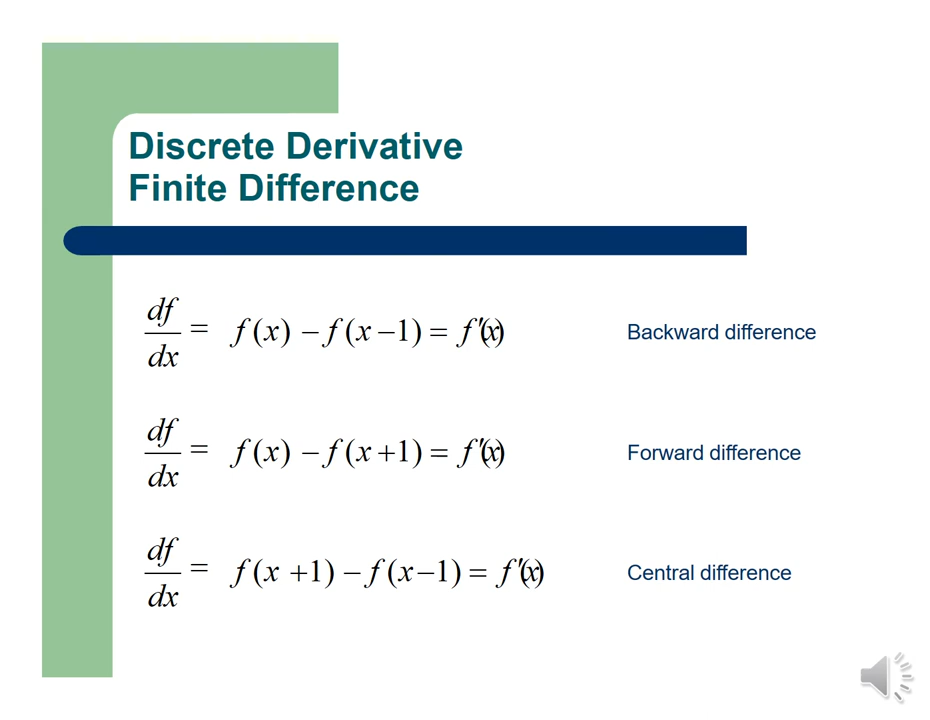 Discrete Derivative
Finite Difference
df/dx = f(x) − f(x−1) = f′(x) Backward difference
df/dx = f(x) − f(x+1) = f′(x) Forward difference
df/dx = f(x+1) − f(x−1) = f′(x) Central difference